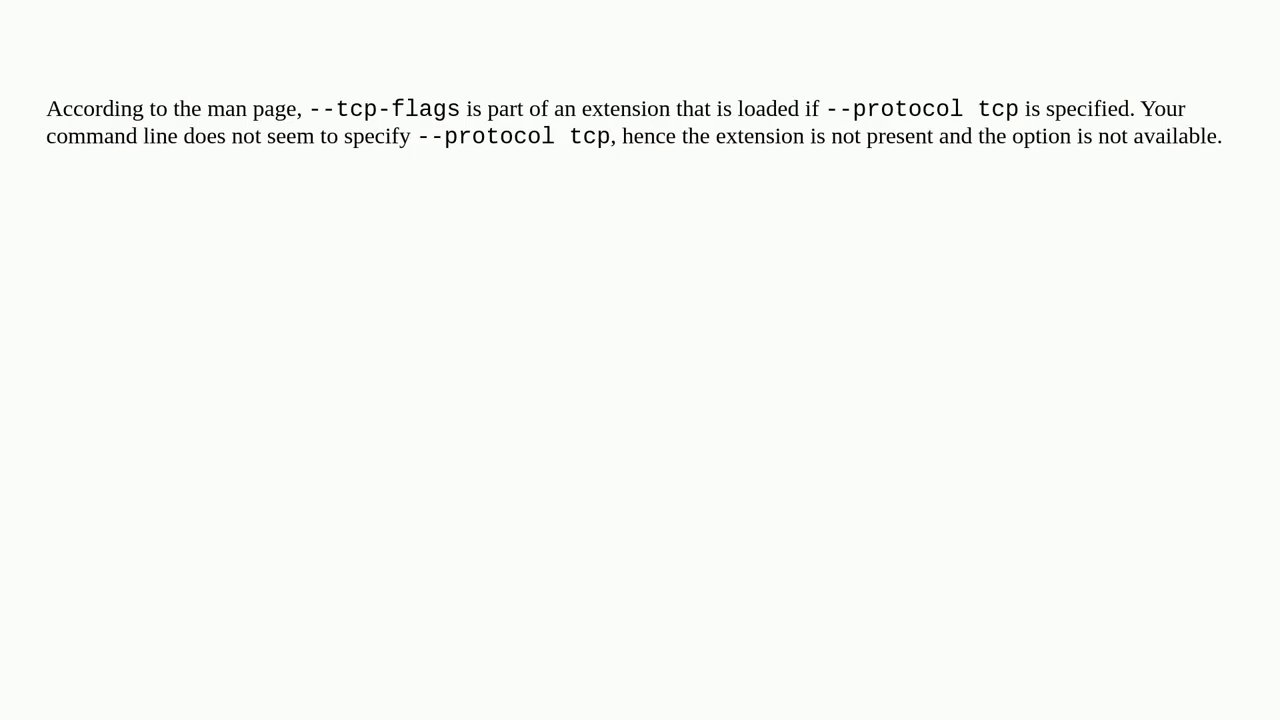 According to the man page, --tcp-flags is part of an extension that is loaded if --protocol tcp is specified. Your
command line does not seem to specify --protocol tcp, hence the extension is not present and the option is not available.